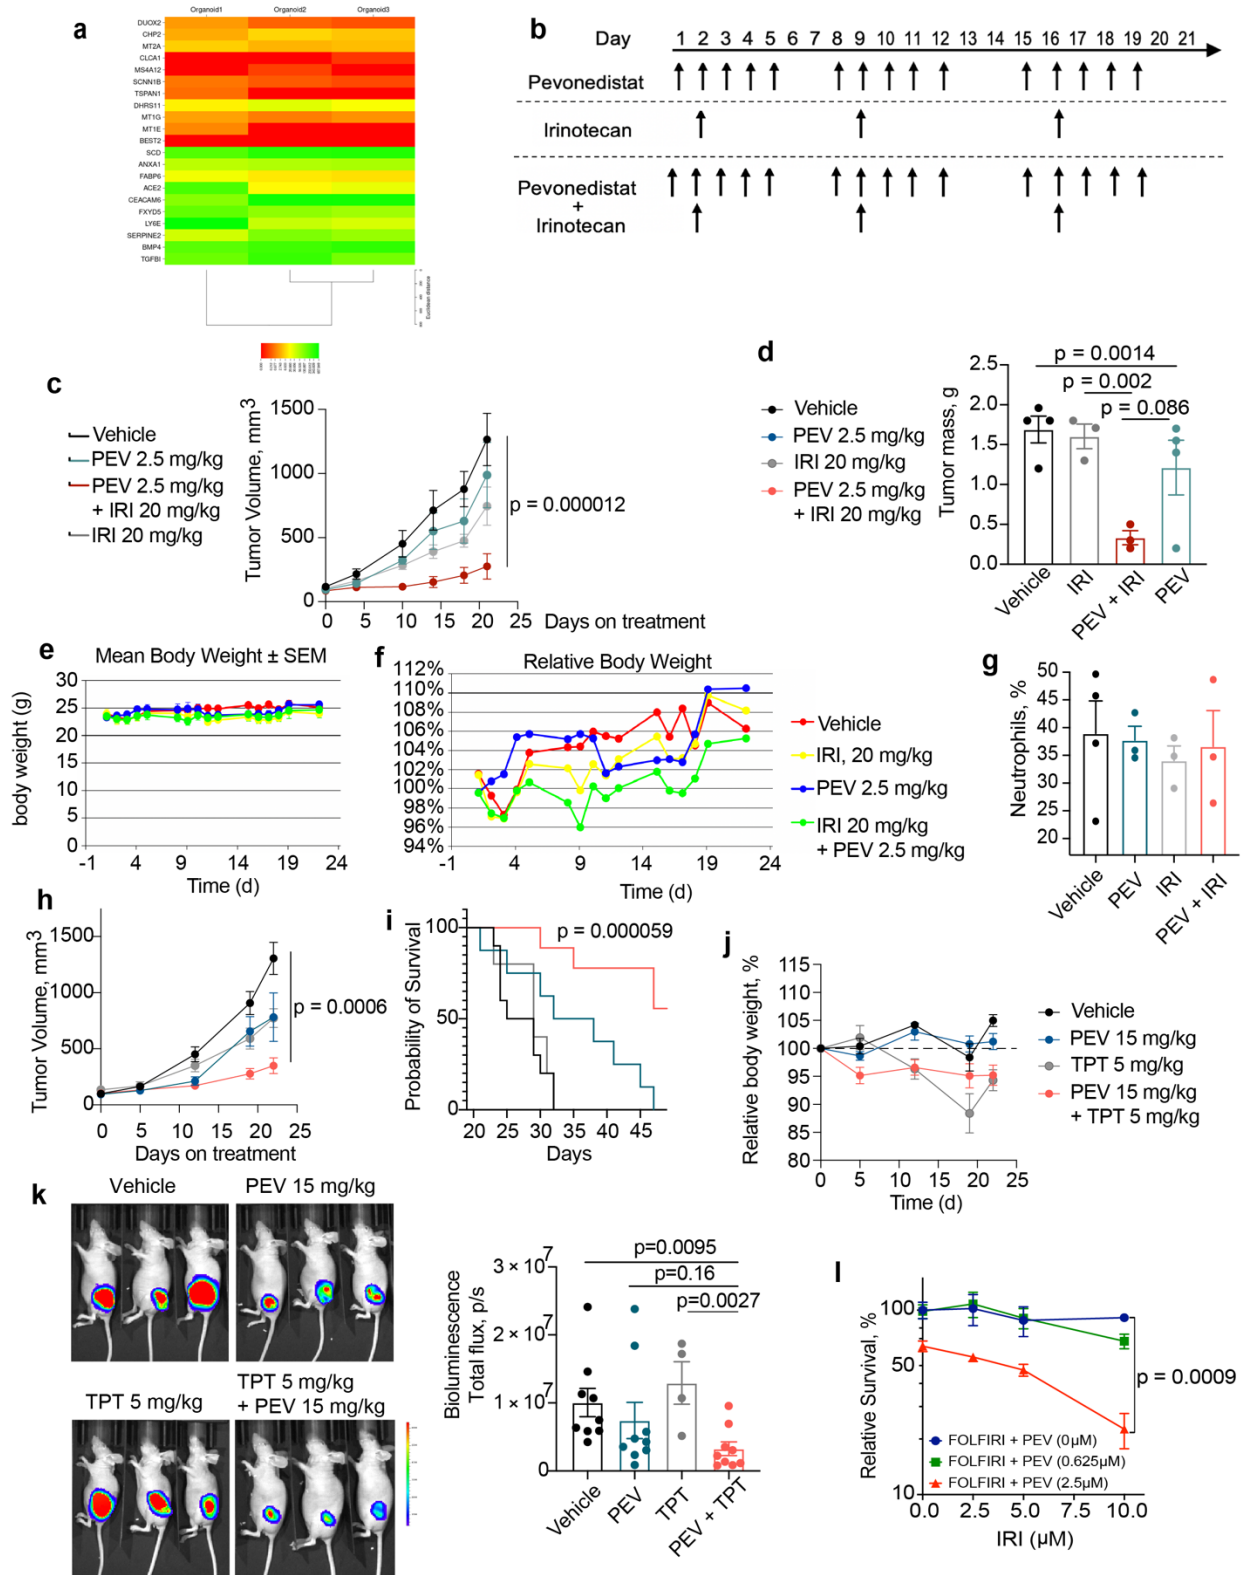 a
Organoid1 Organoid2 Organoid3
DUOX2
CHP2
MT2A
CLCA1
MS4A12
SCNN1B
TSPAN1
DHRS11
MT1G
MT1E
BEST2
SCD
ANXA1
FABP6
ACE2
CEACAM6
FXYD5
LY6E
SERPINE2
BMP4
TGFBI
Euclidean distance
b
Day 1 2 3 4 5 6 7 8 9 10 11 12 13 14 15 16 17 18 19 20 21
Pevonedistat
Irinotecan
Pevonedistat
+
Irinotecan
c
Vehicle
PEV 2.5 mg/kg
PEV 2.5 mg/kg
+ IRI 20 mg/kg
IRI 20 mg/kg
Tumor Volume, mm3
1500
1000
500
0
0 5 10 15 20 25
Days on treatment
p = 0.000012
d
Vehicle
PEV 2.5 mg/kg
IRI 20 mg/kg
PEV 2.5 mg/kg
+ IRI 20 mg/kg
Tumor mass, g
2.5
2.0
1.5
1.0
0.5
0.0
p = 0.0014
p = 0.002
p = 0.086
Vehicle
IRI
PEV + IRI
PEV
e
Mean Body Weight ± SEM
body weight (g)
30
25
20
15
10
5
0
-1 4 9 14 19 24
Time (d)
f
Relative Body Weight
112%
110%
108%
106%
104%
102%
100%
98%
96%
94%
-1 4 9 14 19 24
Time (d)
Vehicle
IRI, 20 mg/kg
PEV 2.5 mg/kg
IRI 20 mg/kg
+ PEV 2.5 mg/kg
g
Neutrophils, %
50
45
40
35
30
25
20
Vehicle
PEV
IRI
PEV + IRI
h
Tumor Volume, mm3
1500
1000
500
0 5 10 15 20 25
Days on treatment
p = 0.0006
i
Probability of Survival
100
50
0
20 25 30 35 40 45
Days
p = 0.000059
j
Relative body weight, %
115
110
105
100
95
90
85
80
0 5 10 15 20 25
Time (d)
Vehicle
PEV 15 mg/kg
TPT 5 mg/kg
PEV 15 mg/kg
+ TPT 5 mg/kg
k
Vehicle
PEV 15 mg/kg
TPT 5 mg/kg
TPT 5 mg/kg
+ PEV 15 mg/kg
Bioluminescence
Total flux, p/s
3 × 10^7
2 × 10^7
1 × 10^7
0
p=0.0095
p=0.16
p=0.0027
Vehicle
PEV
TPT
PEV + TPT
l
Relative Survival, %
100
50
10
FOLFIRI + PEV (0µM)
FOLFIRI + PEV (0.625µM)
FOLFIRI + PEV (2.5µM)
p = 0.0009
0.0 2.5 5.0 7.5 10.0
IRI (µM)